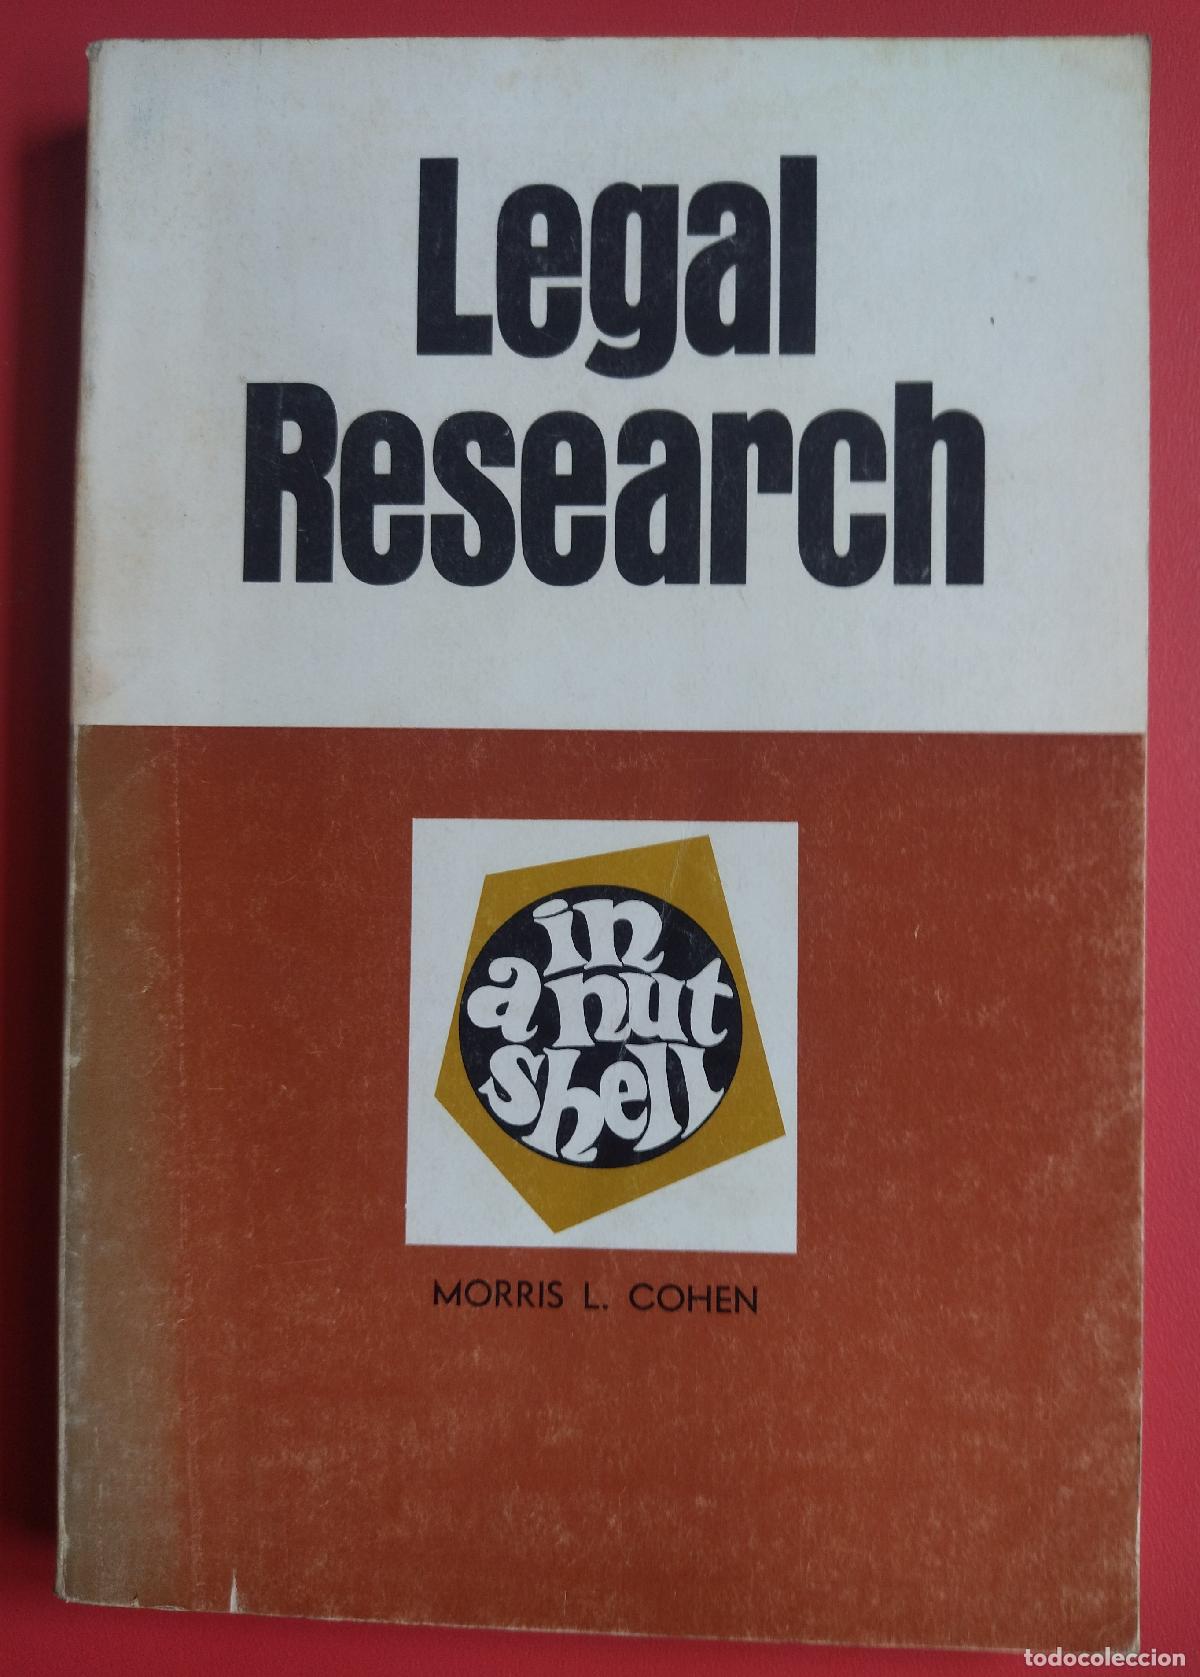 Legal
Research
in
a nut
shell
MORRIS L. COHEN
todocoleccion